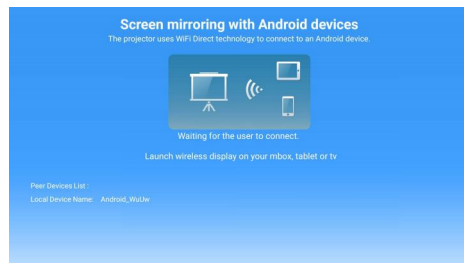 Screen mirroring with Android devices
The projector uses WiFi Direct technology to connect to an Android device.
Waiting for the user to connect.
Launch wireless display on your mbox, tablet or tv
Peer Devices List :
Local Device Name: Android_WuUw